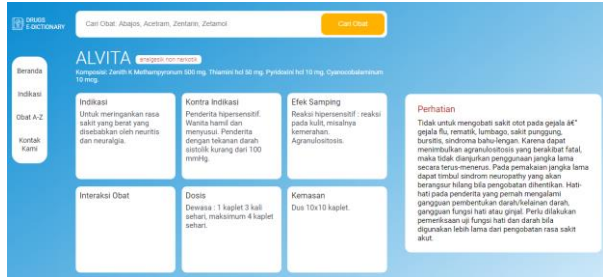 DRUGS
E-DICTIONARY
Cari Obat: Abajos, Acetram, Zentarin, Zetamol
Cari Obat
Beranda
Indikasi
Obat A-Z
Kontak
Kami
ALVITA analgesik non narkotik
Komposisi: Zenith K Methampyronum 500 mg, Thiamini hcl 50 mg, Pyridoxini hcl 10 mg, Cyanocobalaminum
10 mcg.
Indikasi
Untuk meringankan rasa
sakit yang berat yang
disebabkan oleh neuritis
dan neuralgia.
Kontra Indikasi
Penderita hipersensitif.
Wanita hamil dan
menyusui. Penderita
dengan tekanan darah
sistolik kurang dari 100
mmHg.
Efek Samping
Reaksi hipersensitif : reaksi
pada kulit, misalnya
kemerahan.
Agranulositosis.
Interaksi Obat
Dosis
Dewasa : 1 kaplet 3 kali
sehari, maksimum 4 kaplet
sehari.
Kemasan
Dus 10x10 kaplet.
Perhatian
Tidak untuk mengobati sakit otot pada gejala â€“
gejala flu, rematik, lumbago, sakit punggung,
bursitis, sindroma bahu-lengan. Karena dapat
menimbulkan agranulositosis yang berakibat fatal,
maka tidak dianjurkan penggunaan jangka lama
secara terus-menerus. Pada pemakaian jangka lama
dapat timbul sindrom neuropathy yang akan
berangsur hilang bila pengobatan dihentikan. Hati-
hati pada penderita yang pernah mengalami
gangguan pembentukan darah/kelainan darah,
gangguan fungsi hati atau ginjal. Perlu dilakukan
pemeriksaan uji fungsi hati dan darah bila
digunakan lebih lama dari pengobatan rasa sakit
akut.